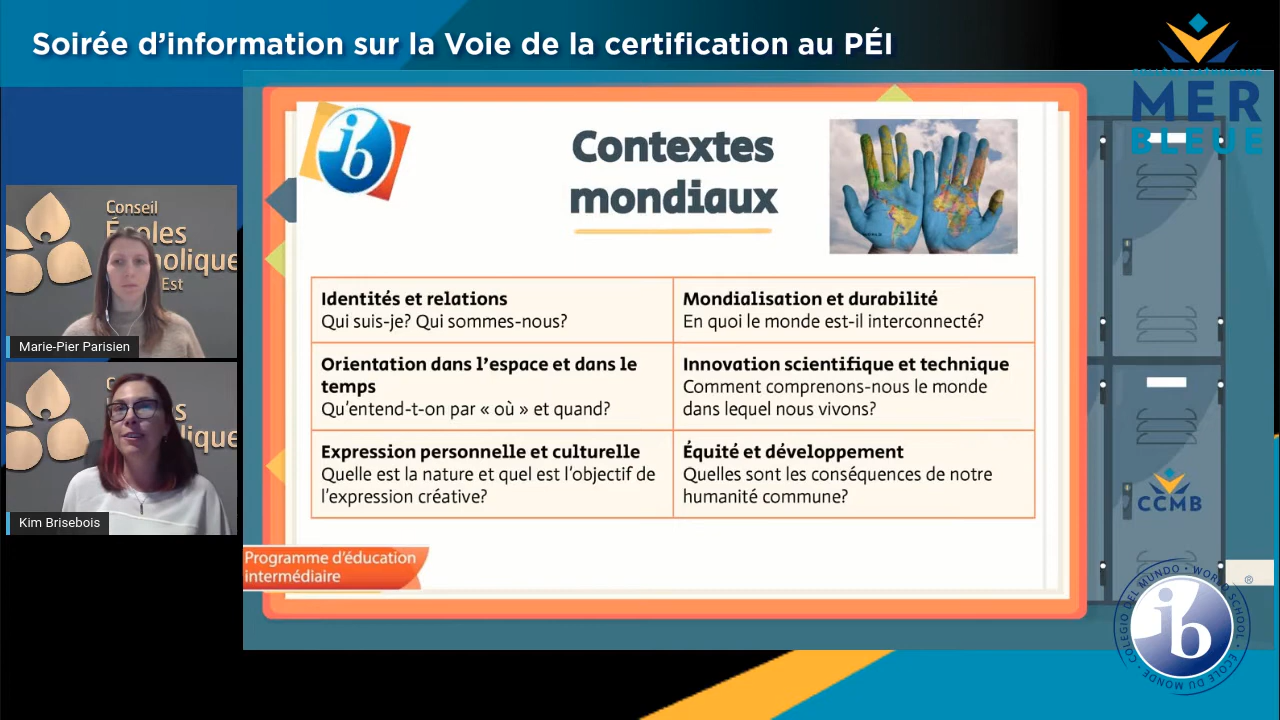 Soirée d'information sur la Voie de la certification au PÉI
COLLÈGE CATHOLIQUE
MER
BLEUE
ib
Contextes
mondiaux
Conseil
Écoles
Est
Marie-Pier Parisien
Kim Brisebois
Identités et relations
Qui suis-je? Qui sommes-nous?
Mondialisation et durabilité
En quoi le monde est-il interconnecté?
Orientation dans l'espace et dans le
temps
Qu'entend-t-on par « où » et quand?
Innovation scientifique et technique
Comment comprenons-nous le monde
dans lequel nous vivons?
Expression personnelle et culturelle
Quelle est la nature et quel est l'objectif de
l'expression créative?
Équité et développement
Quelles sont les conséquences de notre
humanité commune?
Programme d'éducation
intermédiaire
CCMB
ib
COLEGIO DEL MUNDO · WORLD SCHOOL · ÉCOLE DU MONDE ·
®